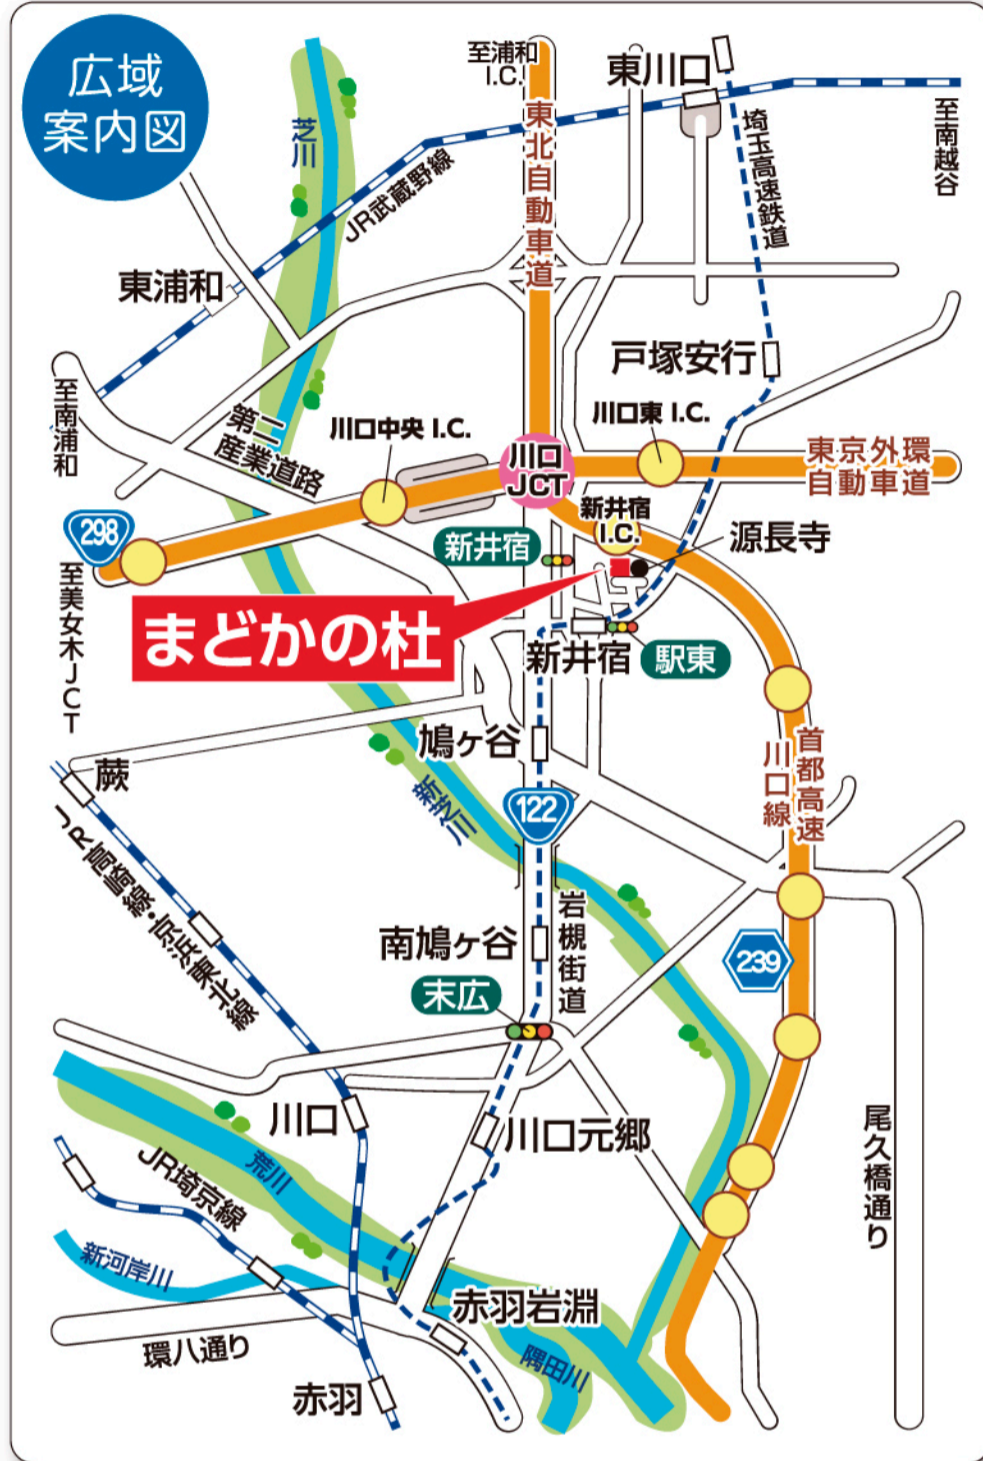 広域
案内図
至浦和
I.C.
東川口
東北自動車道
芝川
JR武蔵野線
埼玉高速鉄道
至南越谷
東浦和
戸塚安行
至南浦和
第二
産業道路
川口中央 I.C.
川口東 I.C.
川口
JCT
東京外環
自動車道
298
新井宿
I.C.
新井宿
源長寺
至美女木JCT
まどかの杜
新井宿
駅東
鳩ヶ谷
首都高速
川口線
蕨
新芝川
122
JR高崎線・京浜東北線
南鳩ヶ谷
岩槻街道
239
末広
川口
川口元郷
尾久橋通り
JR埼京線
荒川
新河岸川
赤羽岩淵
環八通り
隅田川
赤羽